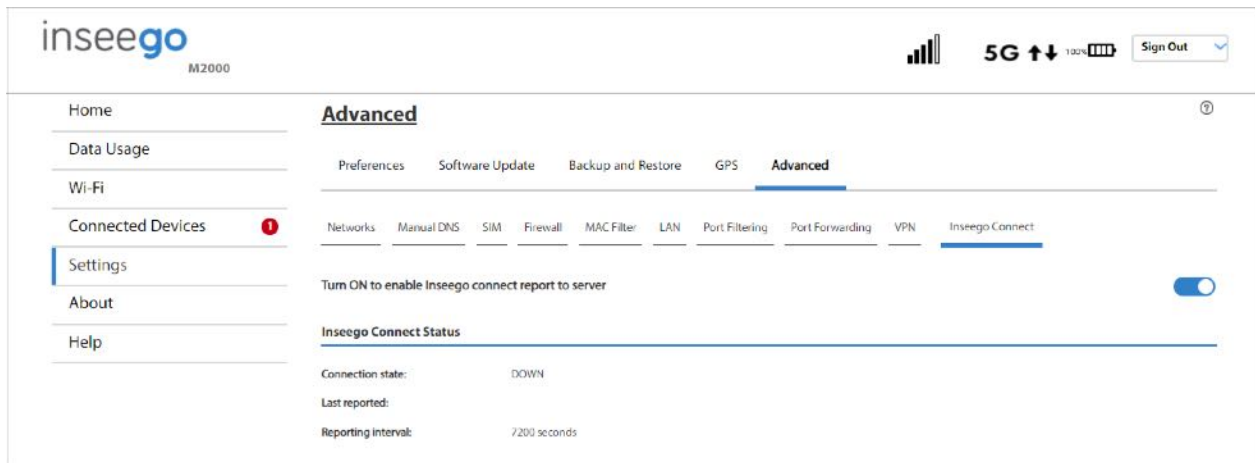 inseego
M2000
5G 100% Sign Out
Home
Data Usage
Wi-Fi
Connected Devices 1
Settings
About
Help
Advanced ?
Preferences Software Update Backup and Restore GPS Advanced
Networks Manual DNS SIM Firewall MAC Filter LAN Port Filtering Port Forwarding VPN Inseego Connect
Turn ON to enable Inseego connect report to server
Inseego Connect Status
Connection state: DOWN
Last reported:
Reporting interval: 7200 seconds